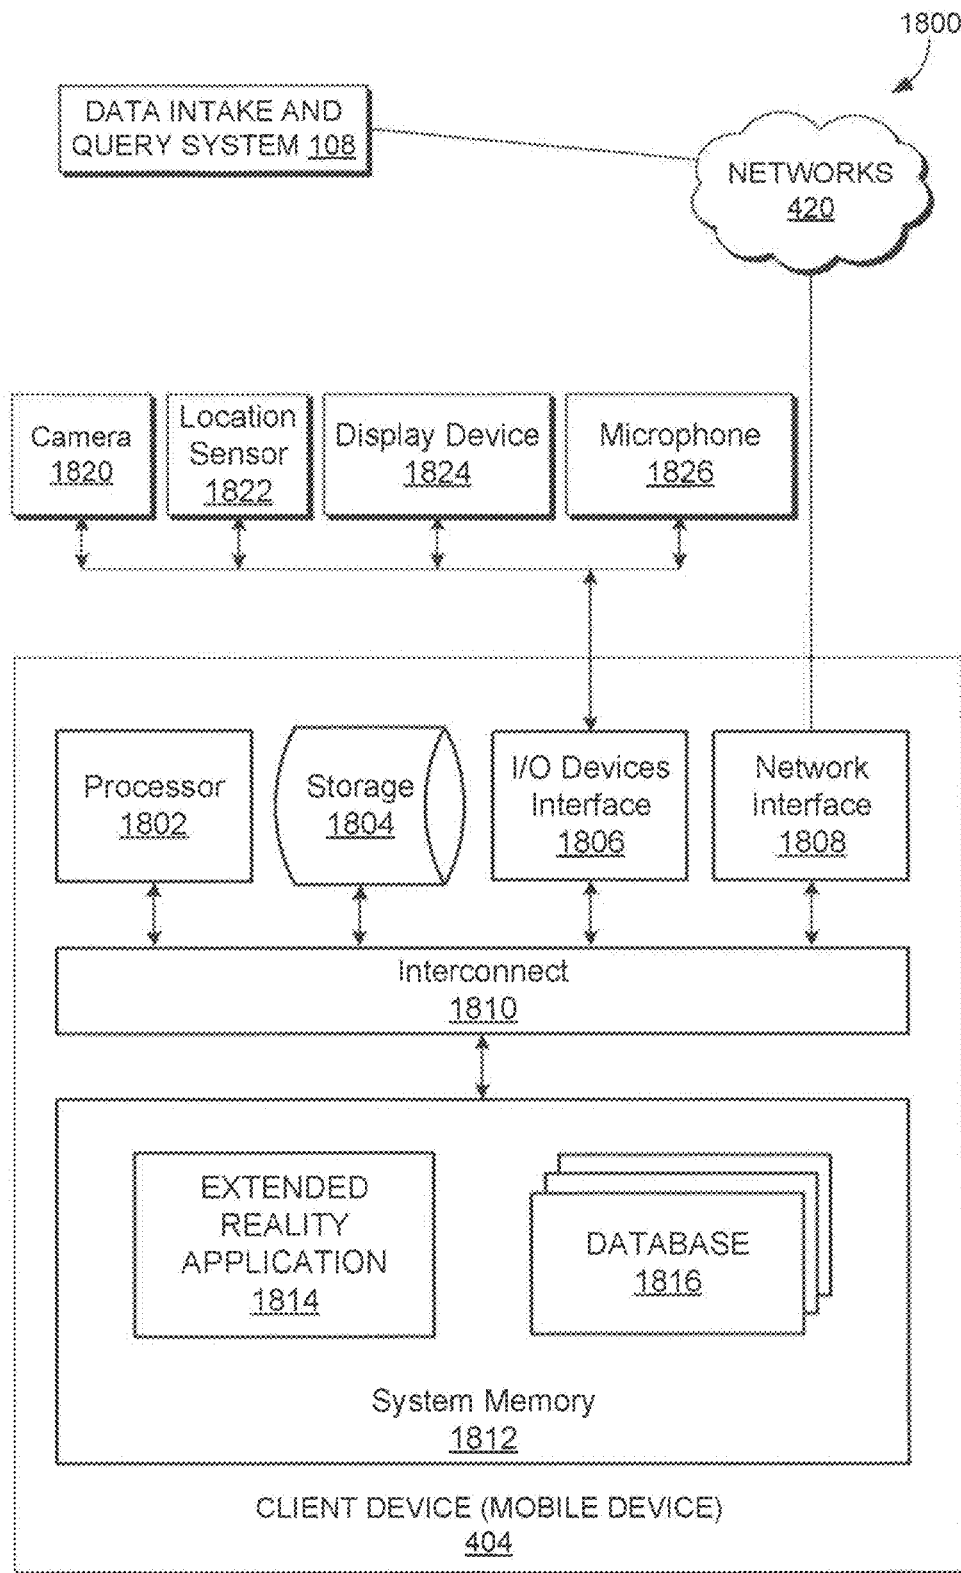 1800
DATA INTAKE AND
QUERY SYSTEM 108
NETWORKS
420
Camera
1820
Location
Sensor
1822
Display Device
1824
Microphone
1826
Processor
1802
Storage
1804
I/O Devices
Interface
1806
Network
Interface
1808
Interconnect
1810
EXTENDED
REALITY
APPLICATION
1814
DATABASE
1816
System Memory
1812
CLIENT DEVICE (MOBILE DEVICE)
404